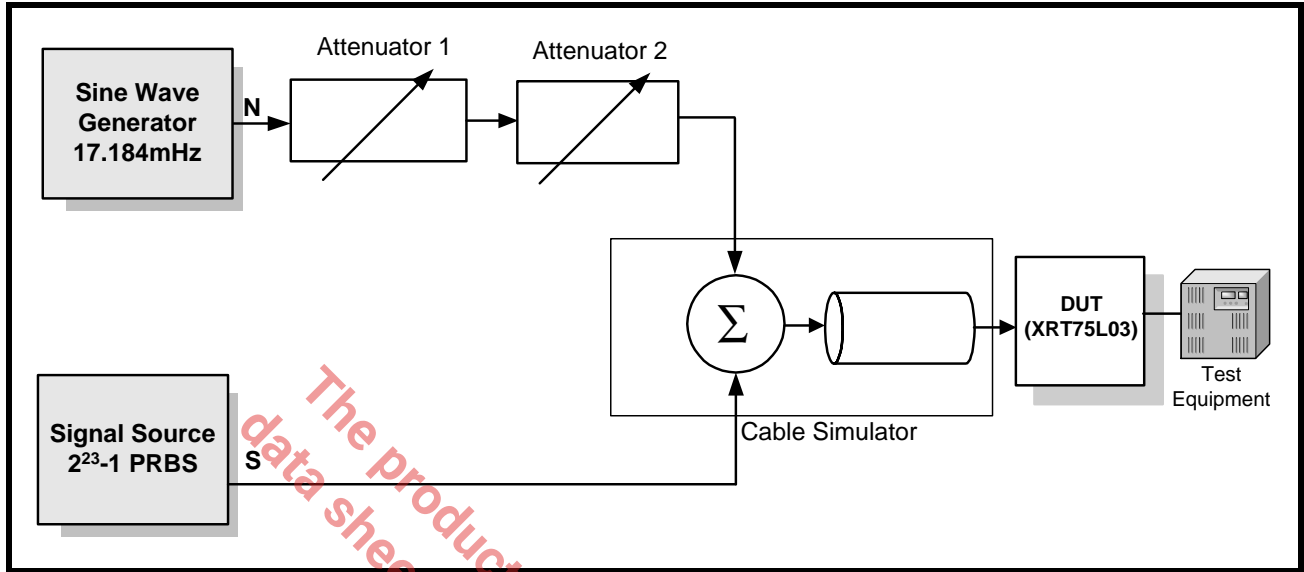 Attenuator 1
Attenuator 2
Sine Wave
Generator
17.184mHz
N
Σ
DUT
(XRT75L03)
Test
Equipment
Cable Simulator
Signal Source
2²³-1 PRBS
S
The product
data shee